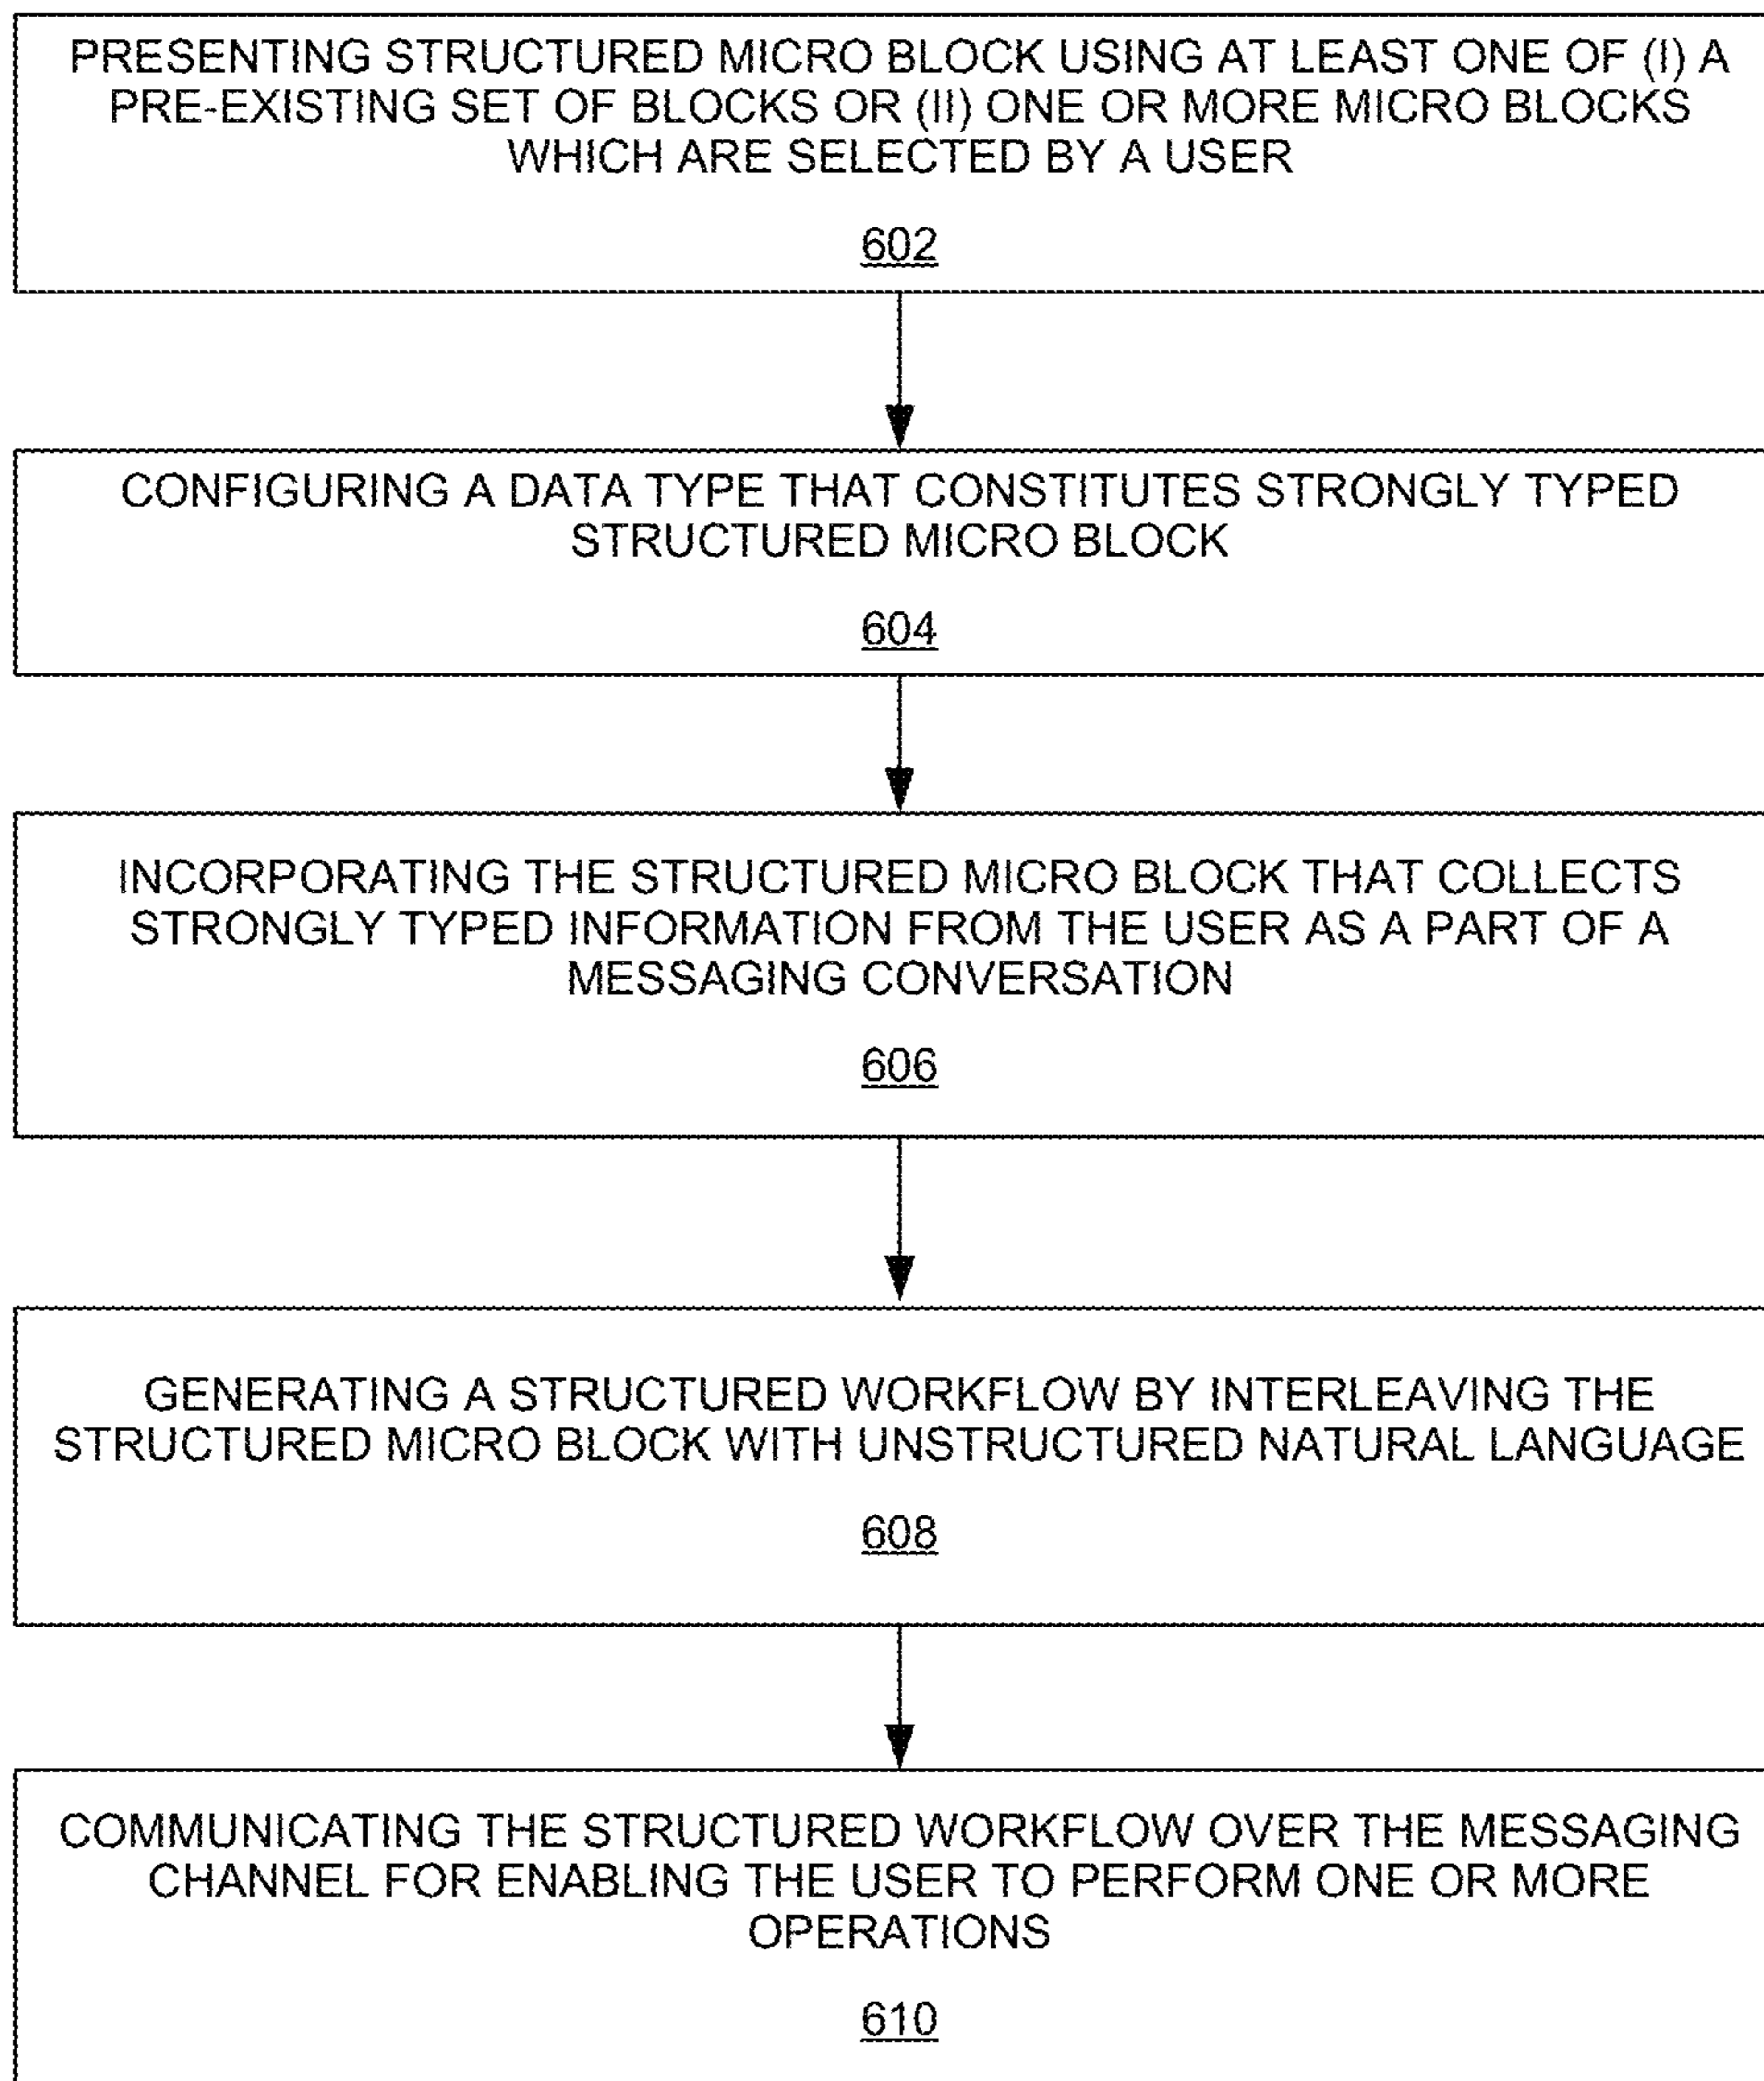 PRESENTING STRUCTURED MICRO BLOCK USING AT LEAST ONE OF (I) A
PRE-EXISTING SET OF BLOCKS OR (II) ONE OR MORE MICRO BLOCKS
WHICH ARE SELECTED BY A USER
602
CONFIGURING A DATA TYPE THAT CONSTITUTES STRONGLY TYPED
STRUCTURED MICRO BLOCK
604
INCORPORATING THE STRUCTURED MICRO BLOCK THAT COLLECTS
STRONGLY TYPED INFORMATION FROM THE USER AS A PART OF A
MESSAGING CONVERSATION
606
GENERATING A STRUCTURED WORKFLOW BY INTERLEAVING THE
STRUCTURED MICRO BLOCK WITH UNSTRUCTURED NATURAL LANGUAGE
608
COMMUNICATING THE STRUCTURED WORKFLOW OVER THE MESSAGING
CHANNEL FOR ENABLING THE USER TO PERFORM ONE OR MORE
OPERATIONS
610